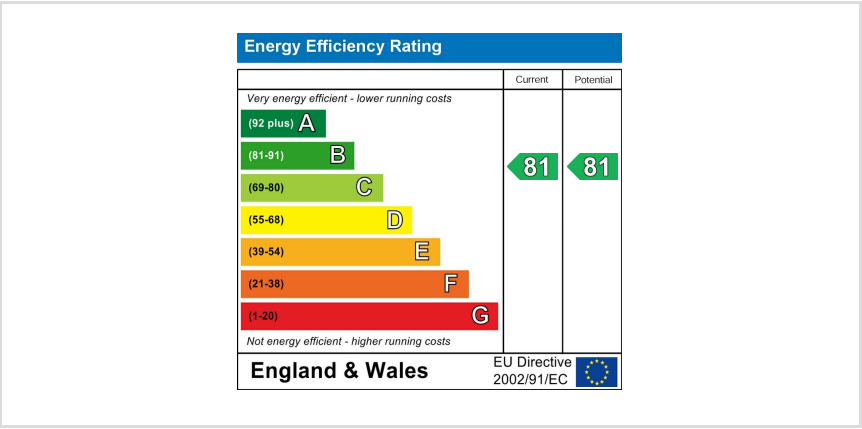 Energy Efficiency Rating
Current Potential
Very energy efficient - lower running costs
(92 plus) A
(81-91) B
81 81
(69-80) C
(55-68) D
(39-54) E
(21-38) F
(1-20) G
Not energy efficient - higher running costs
England & Wales
EU Directive
2002/91/EC